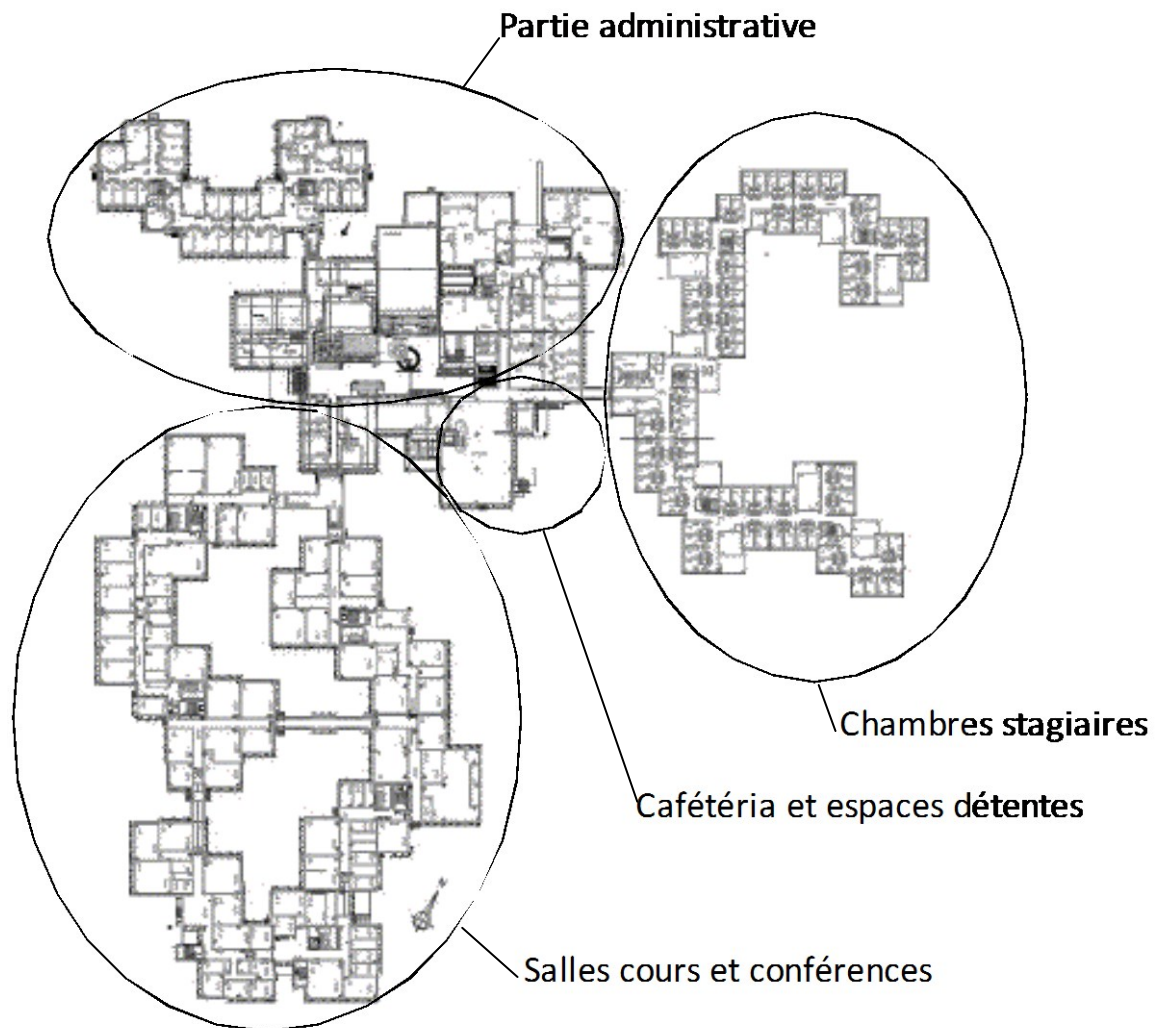 Partie administrative
Chambres stagiaires
Cafétéria et espaces détentes
Salles cours et conférences